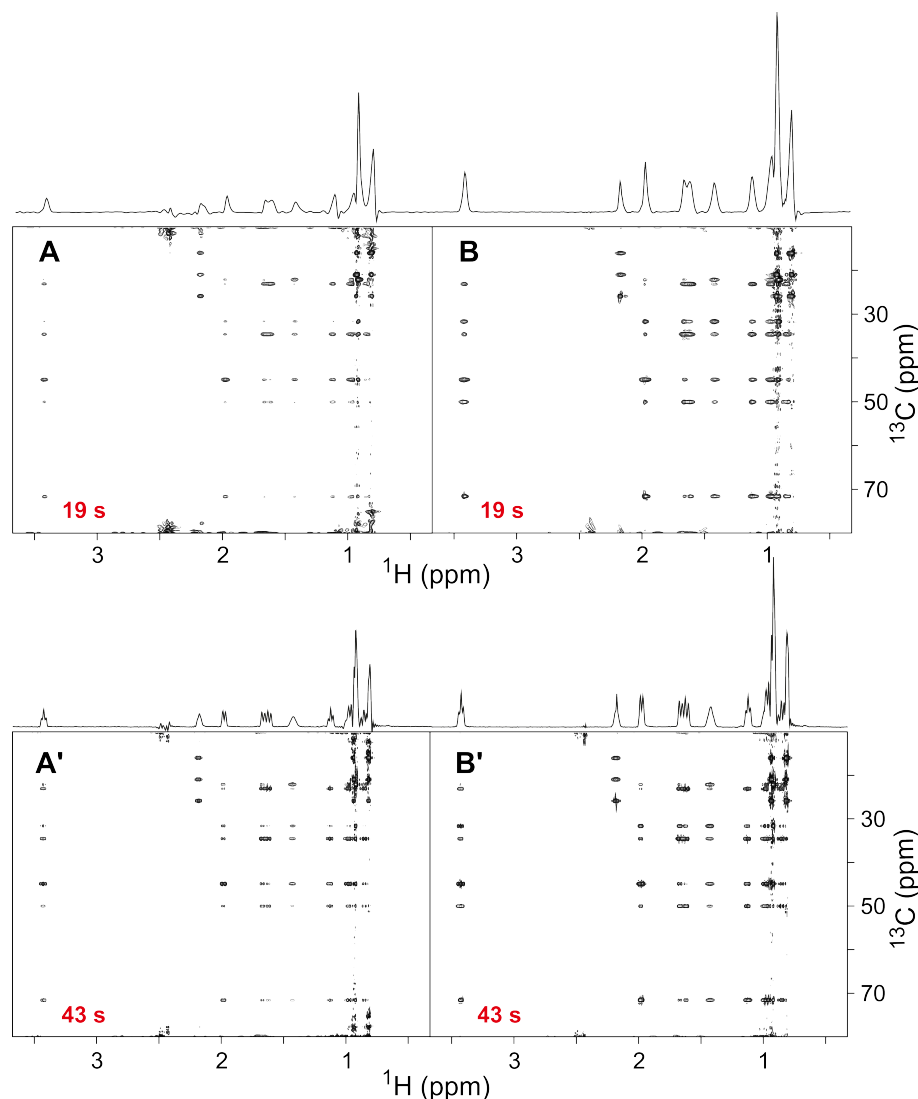 A B
30
50
70
13C (ppm)
19 s 19 s
3 2 1 3 2 1
1H (ppm)
A' B'
30
50
70
13C (ppm)
43 s 43 s
3 2 1 3 2 1
1H (ppm)